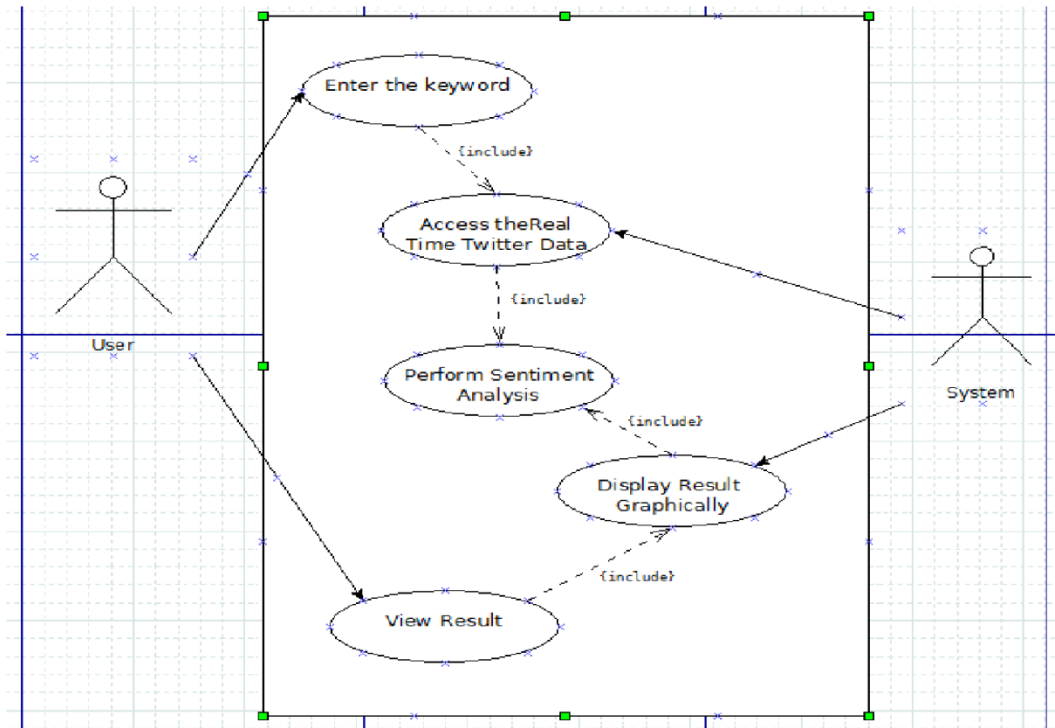 Enter the keyword
{include}
Access theReal
Time Twitter Data
{include}
User
Perform Sentiment
Analysis
System
{include}
Display Result
Graphically
{include}
View Result